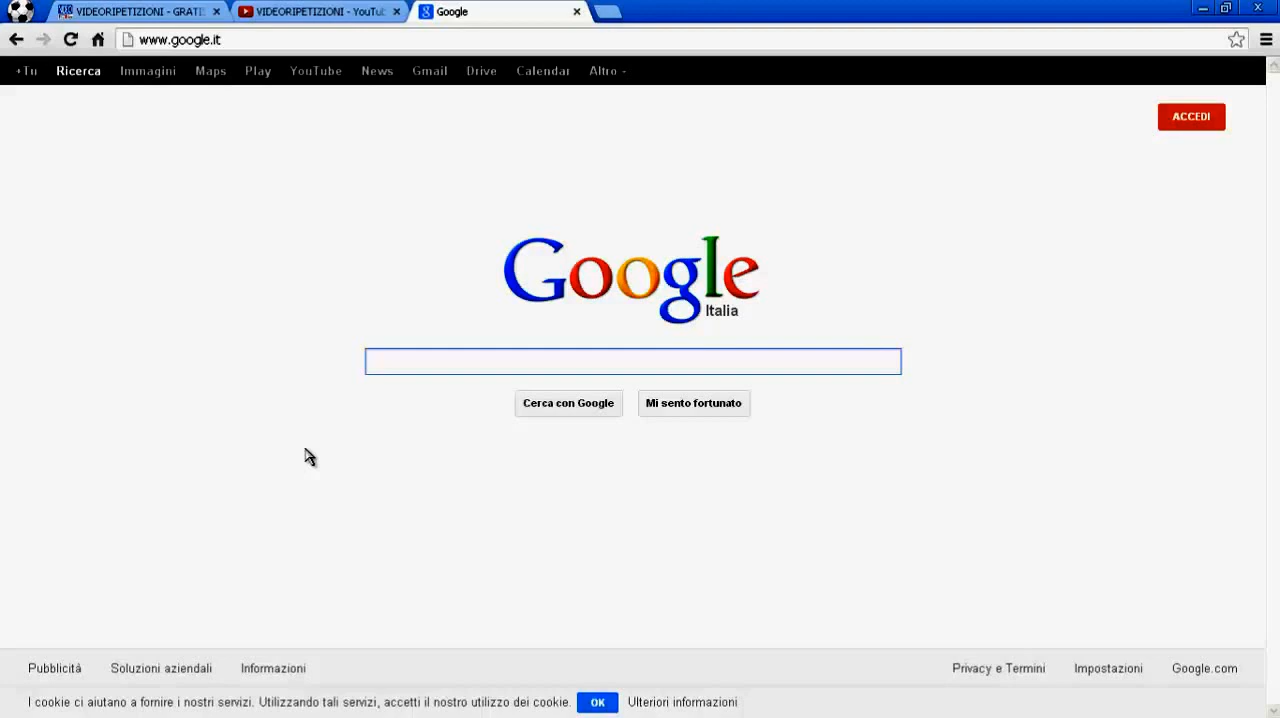 VIDEORIPETIZIONI - GRATI
VIDEORIPETIZIONI - YouTu
Google
www.google.it
+Tu Ricerca Immagini Maps Play YouTube News Gmail Drive Calendar Altro
ACCEDI
Google
Italia
Cerca con Google Mi sento fortunato
Pubblicità Soluzioni aziendali Informazioni Privacy e Termini Impostazioni Google.com
I cookie ci aiutano a fornire i nostri servizi. Utilizzando tali servizi, accetti il nostro utilizzo dei cookie. OK Ulteriori informazioni